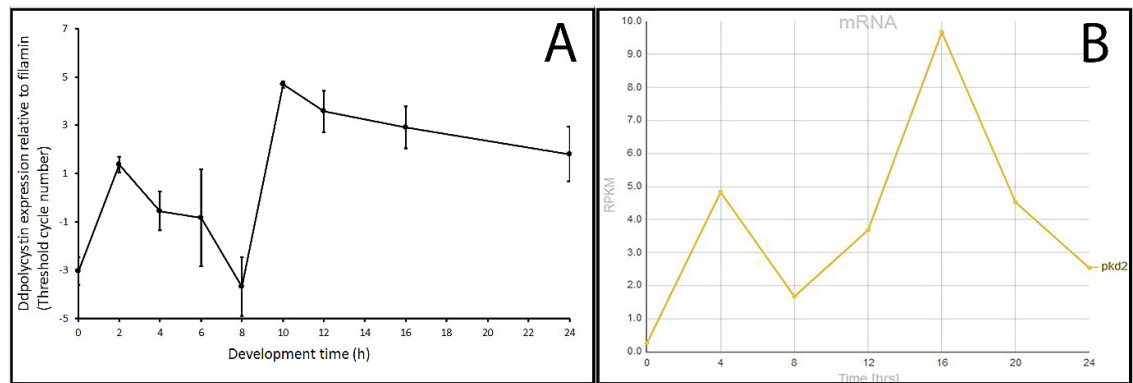 A
Ddpolycystin expression relative to filamin
(Threshold cycle number)
7
5
3
1
-1
-3
-5
0 2 4 6 8 10 12 14 16 18 20 22 24
Development time (h)
mRNA
B
RPKM
10.0
9.0
8.0
7.0
6.0
5.0
4.0
3.0
2.0
1.0
0.0
pkd2
0 4 8 12 16 20 24
Time [hrs]